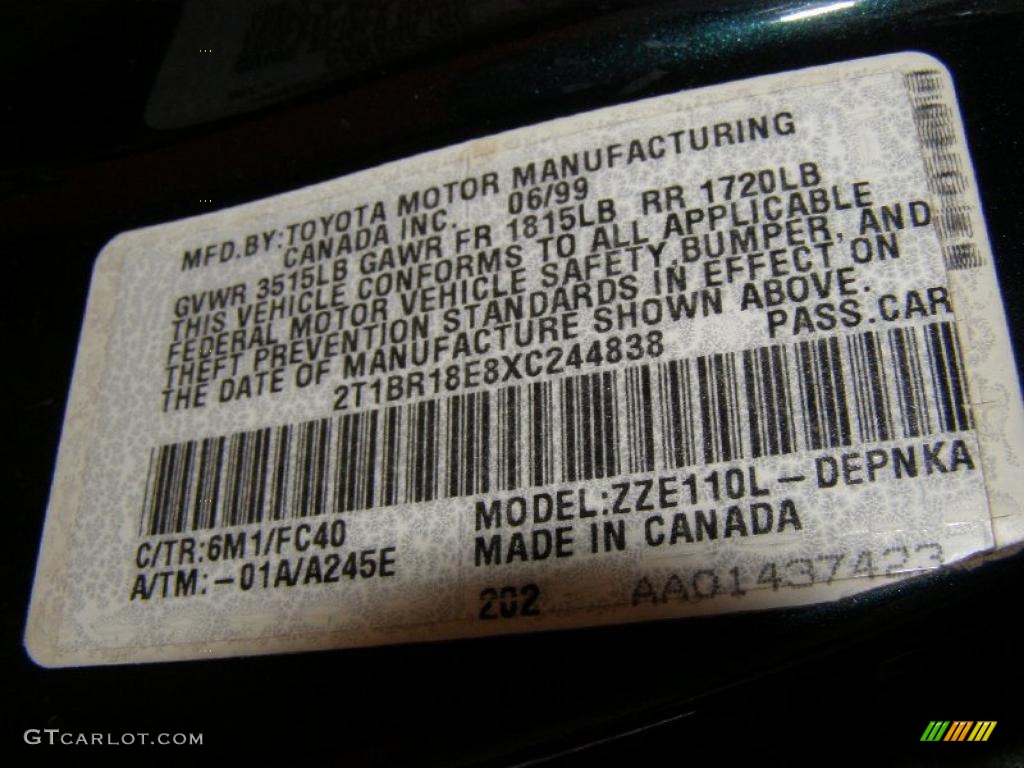 MFD.BY:TOYOTA MOTOR MANUFACTURING
CANADA INC. 06/99
GVWR 3515LB GAWR FR 1815LB RR 1720LB
THIS VEHICLE CONFORMS TO ALL APPLICABLE
FEDERAL MOTOR VEHICLE SAFETY,BUMPER, AND
THEFT PREVENTION STANDARDS IN EFFECT ON
THE DATE OF MANUFACTURE SHOWN ABOVE.
2T1BR18E8XC244838 PASS.CAR
C/TR:6M1/FC40 MODEL:ZZE110L-DEPNKA
A/TM:-01A/A245E MADE IN CANADA
202 AA01437423
GTCARLOT.COM